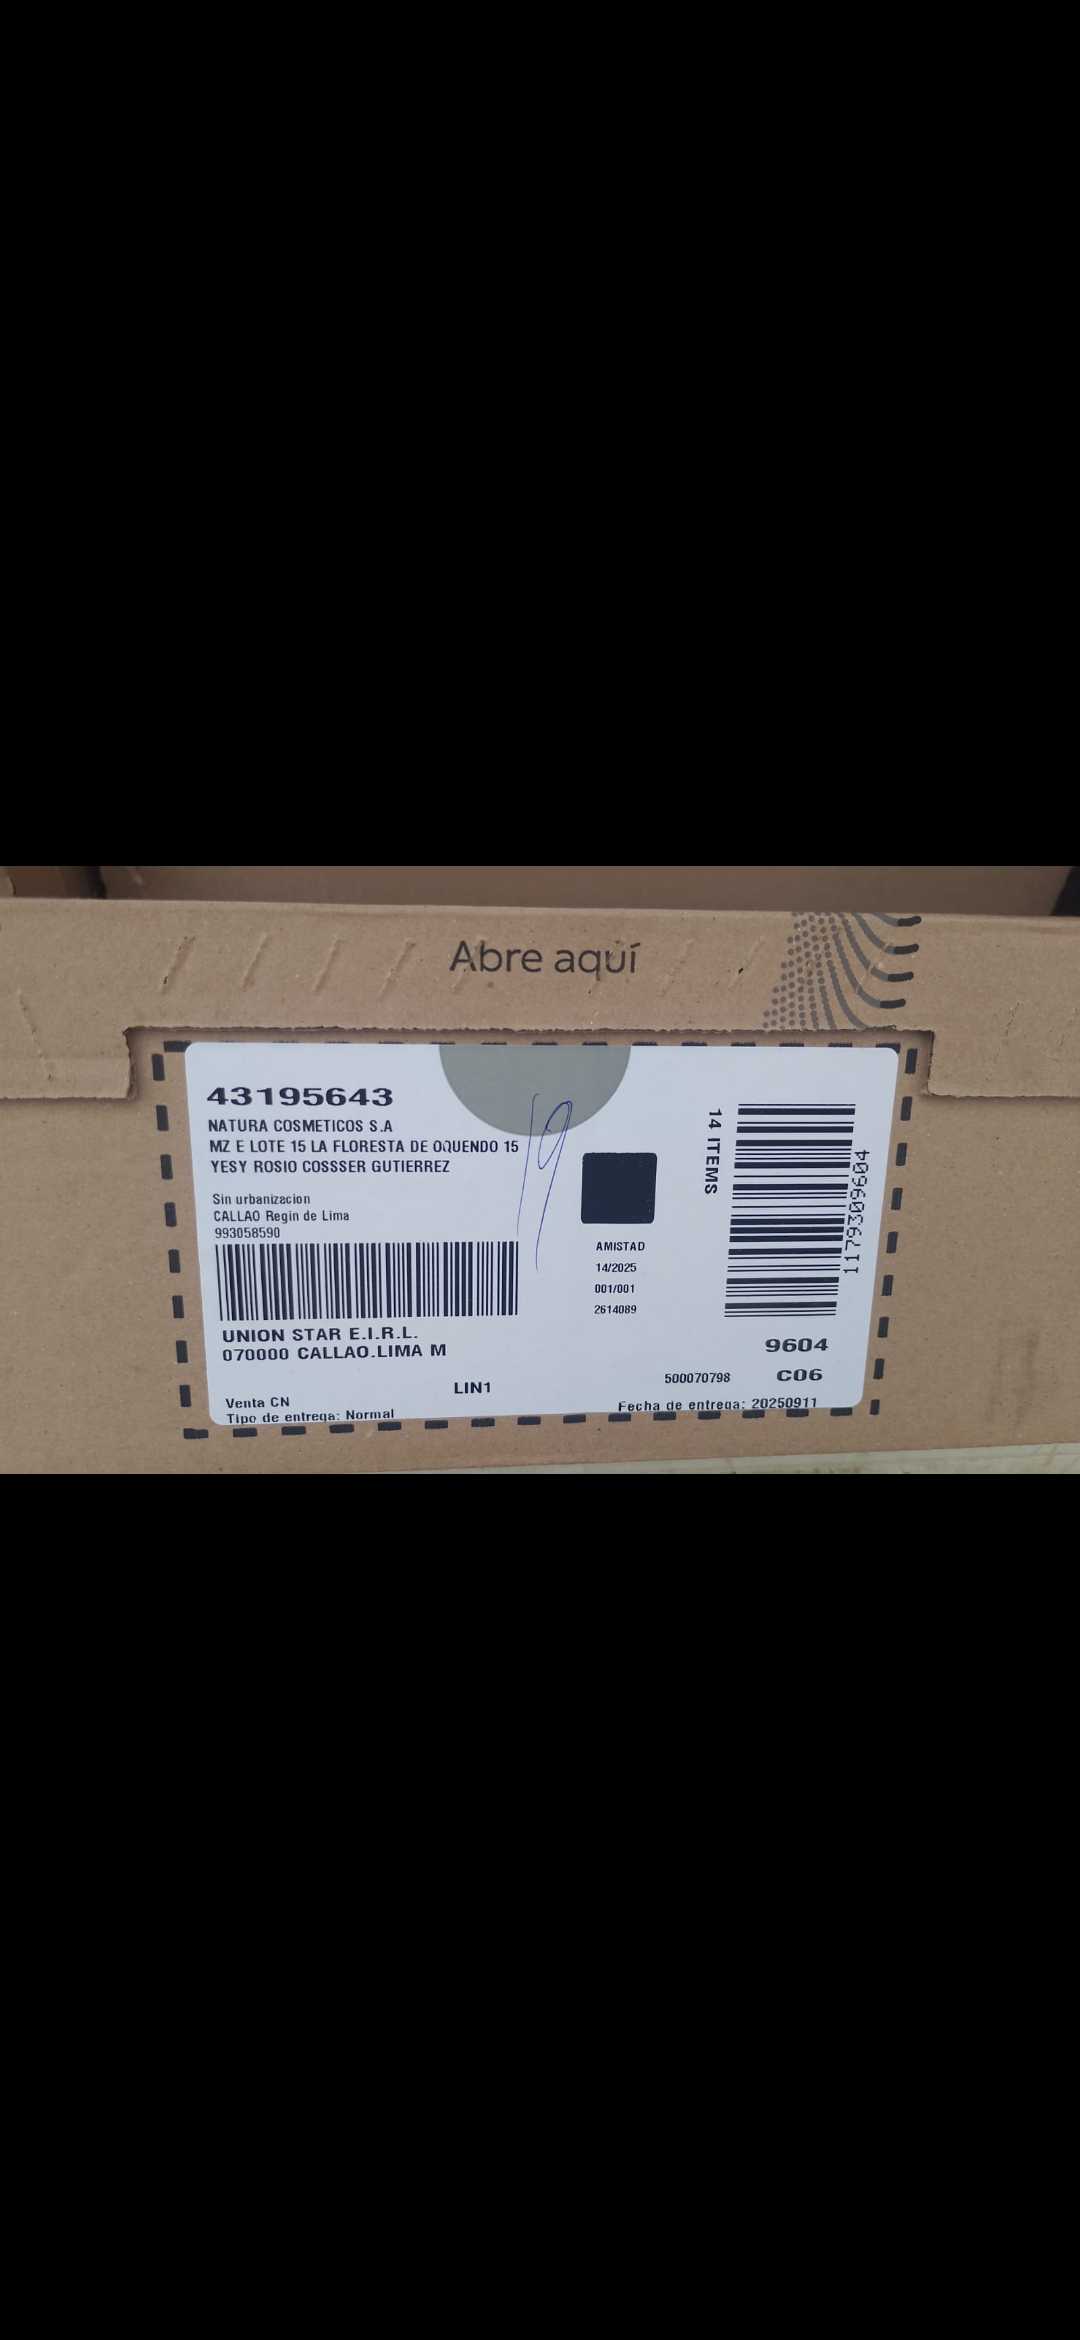 Abre aquí
43195643
NATURA COSMETICOS S.A
MZ E LOTE 15 LA FLORESTA DE OQUENDO 15
YESY ROSIO COSSSER GUTIERREZ
Sin urbanizacion
CALLAO Regin de Lima
993058590
UNION STAR E.I.R.L.
070000 CALLAO.LIMA M
LIN1
Venta CN
Tipo de entrega: Normal
19
AMISTAD
14/2025
001/001
2614089
14 ITEMS
1179309604
9604
500070798
C06
Fecha de entrega: 20250911